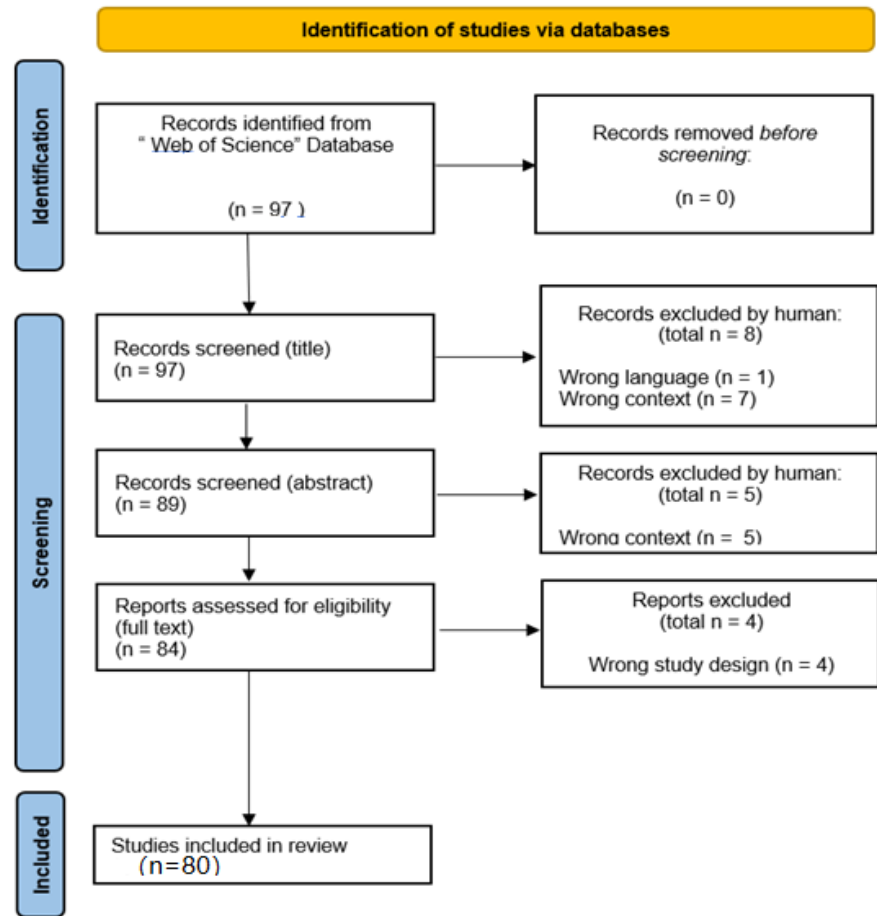 Identification of studies via databases
Identification
Records identified from
“ Web of Science” Database
(n = 97 )
Records removed before
screening:
(n = 0)
Screening
Records screened (title)
(n = 97)
Records excluded by human:
(total n = 8)
Wrong language (n = 1)
Wrong context (n = 7)
Records screened (abstract)
(n = 89)
Records excluded by human:
(total n = 5)
Wrong context (n =  5)
Reports assessed for eligibility
(full text)
(n = 84)
Reports excluded
(total n = 4)
Wrong study design (n = 4)
Included
Studies included in review
(n=80)